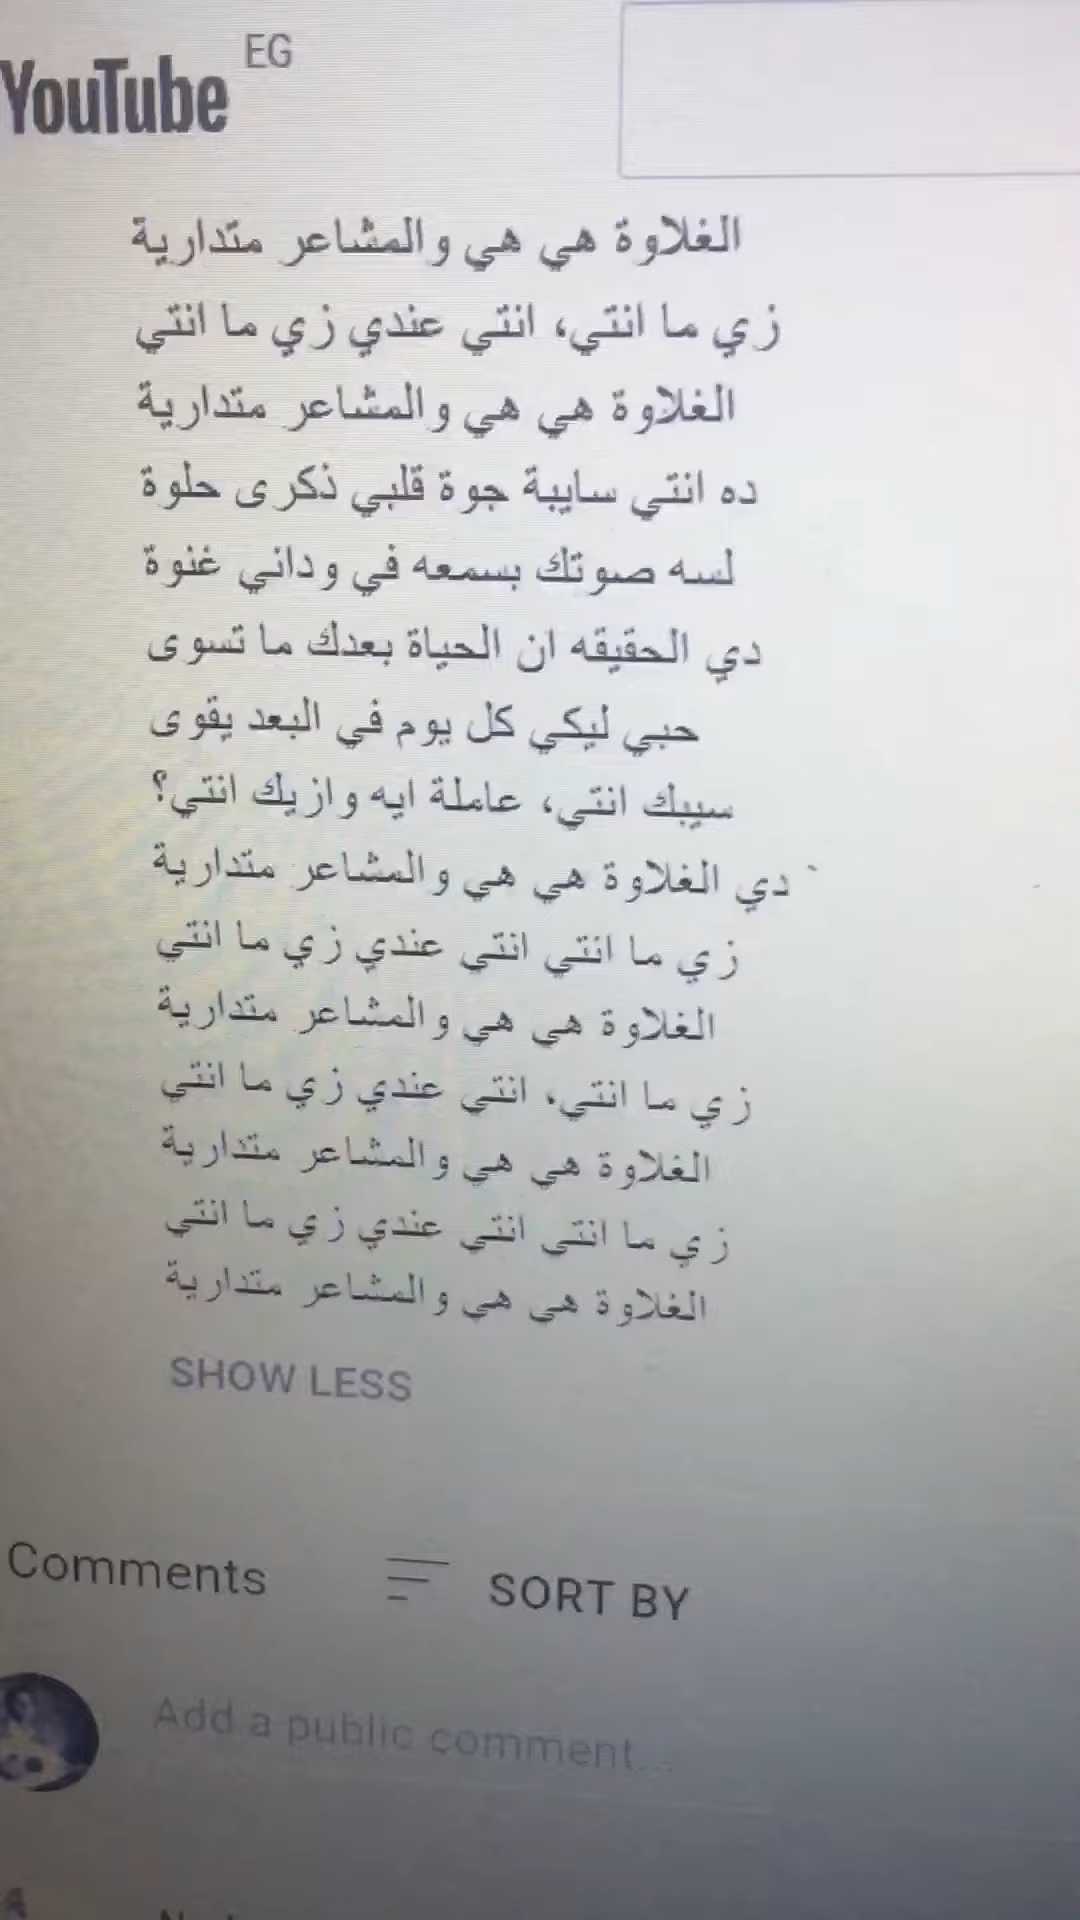 YouTube EG
الغلاوة هي هي والمشاعر متدارية
زي ما انتي، انتي عندي زي ما انتي
الغلاوة هي هي والمشاعر متدارية
ده انتي سايبة جوة قلبي ذكرى حلوة
لسه صوتك بسمعه في وداني غنوة
دي الحقيقه ان الحياة بعدك ما تسوى
حبي ليكي كل يوم في البعد يقوى
سيبك انتي، عاملة ايه وازيك انتي؟
دي الغلاوة هي هي والمشاعر متدارية
زي ما انتي انتي عندي زي ما انتي
الغلاوة هي هي والمشاعر متدارية
زي ما انتي، انتي عندي زي ما انتي
الغلاوة هي هي والمشاعر متدارية
زي ما انتى انتي عندي زي ما انتي
الغلاوة هي هي والمشاعر متدارية
SHOW LESS
Comments SORT BY
Add a public comment...